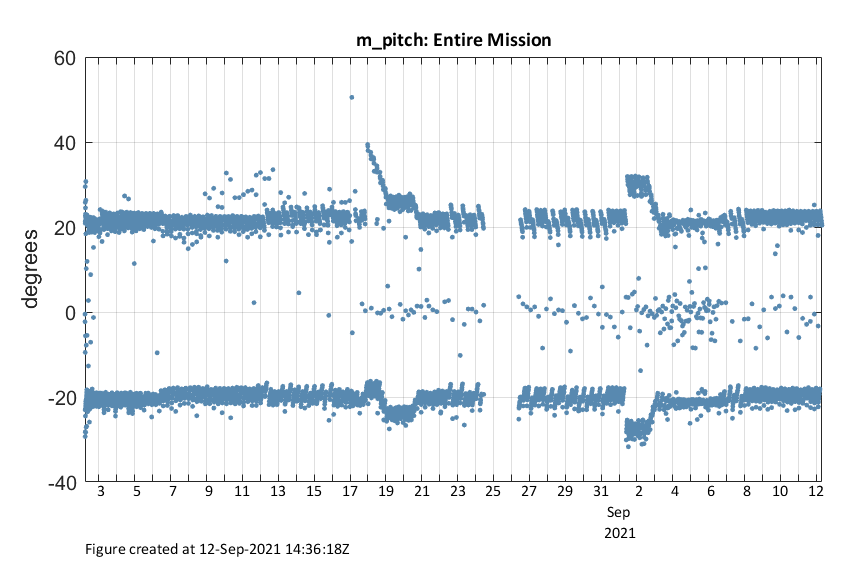 m_pitch: Entire Mission
60
40
20
0
-20
-40
degrees
3 5 7 9 11 13 15 17 19 21 23 25 27 29 31 2 4 6 8 10 12
Sep
2021
Figure created at 12-Sep-2021 14:36:18Z